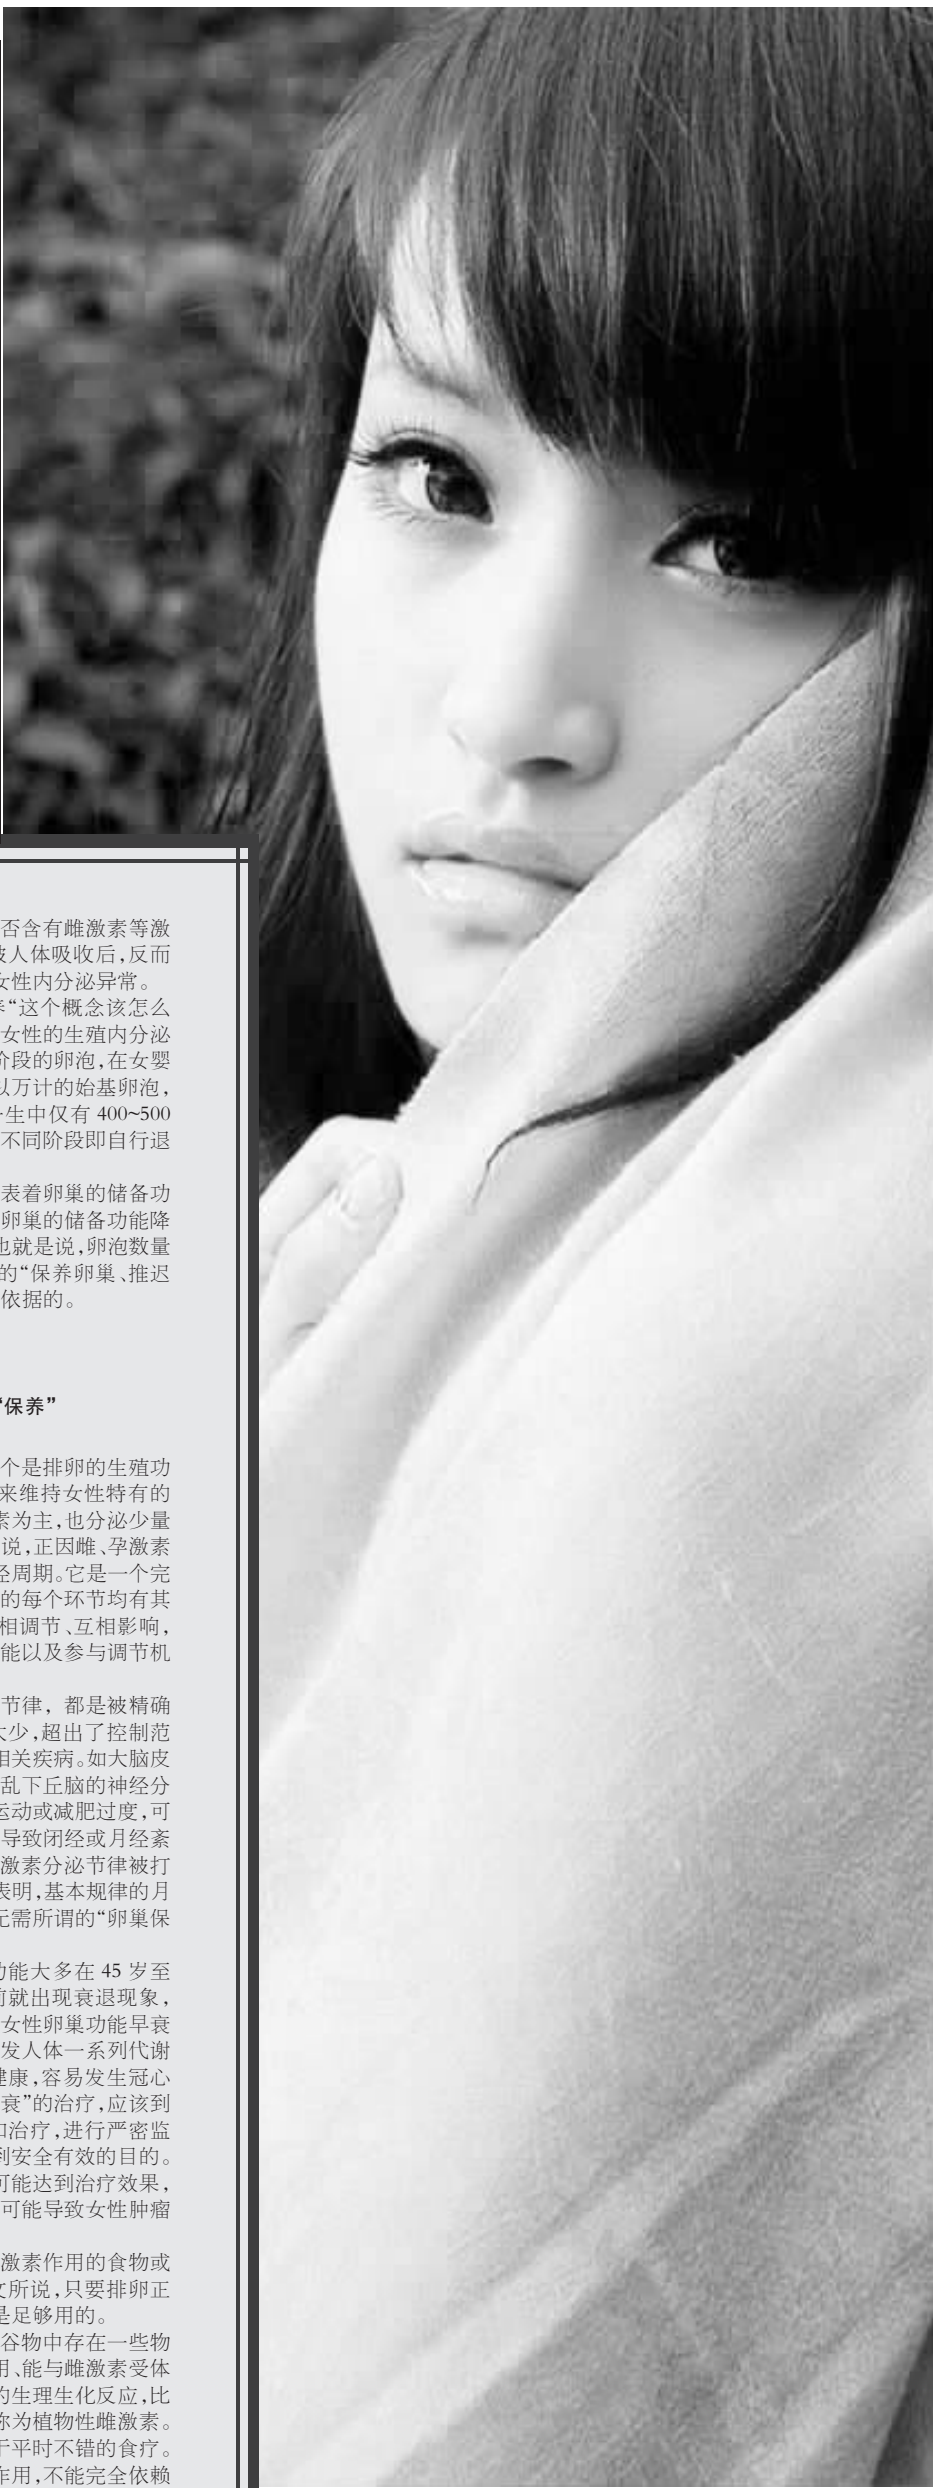 否含有雌激素等激
被人体吸收后,反而
女性内分泌异常。
养“这个概念该怎么
女性的生殖内分泌
阶段的卵泡,在女婴
以万计的始基卵泡,
一生中仅有 400~500
不同阶段即自行退
表着卵巢的储备功
卵巢的储备功能降
也就是说,卵泡数量
的“保养卵巢、推迟
依据的。
“保养”
个是排卵的生殖功
来维持女性特有的
素为主,也分泌少量
说,正因雌、孕激素
经周期。它是一个完
的每个环节均有其
相调节、互相影响,
能以及参与调节机
节律, 都是被精确
太少,超出了控制范
相关疾病。如大脑皮
乱下丘脑的神经分
运动或减肥过度,可
导致闭经或月经紊
激素分泌节律被打
表明,基本规律的月
无需所谓的“卵巢保
功能大多在 45 岁至
前就出现衰退现象,
女性卵巢功能早衰
发人体一系列代谢
健康,容易发生冠心
衰”的治疗,应该到
和治疗,进行严密监
到安全有效的目的。
可能达到治疗效果,
可能导致女性肿瘤
激素作用的食物或
文所说,只要排卵正
是足够用的。
谷物中存在一些物
用、能与雌激素受体
的生理生化反应,比
称为植物性雌激素。
于平时不错的食疗。
作用,不能完全依赖